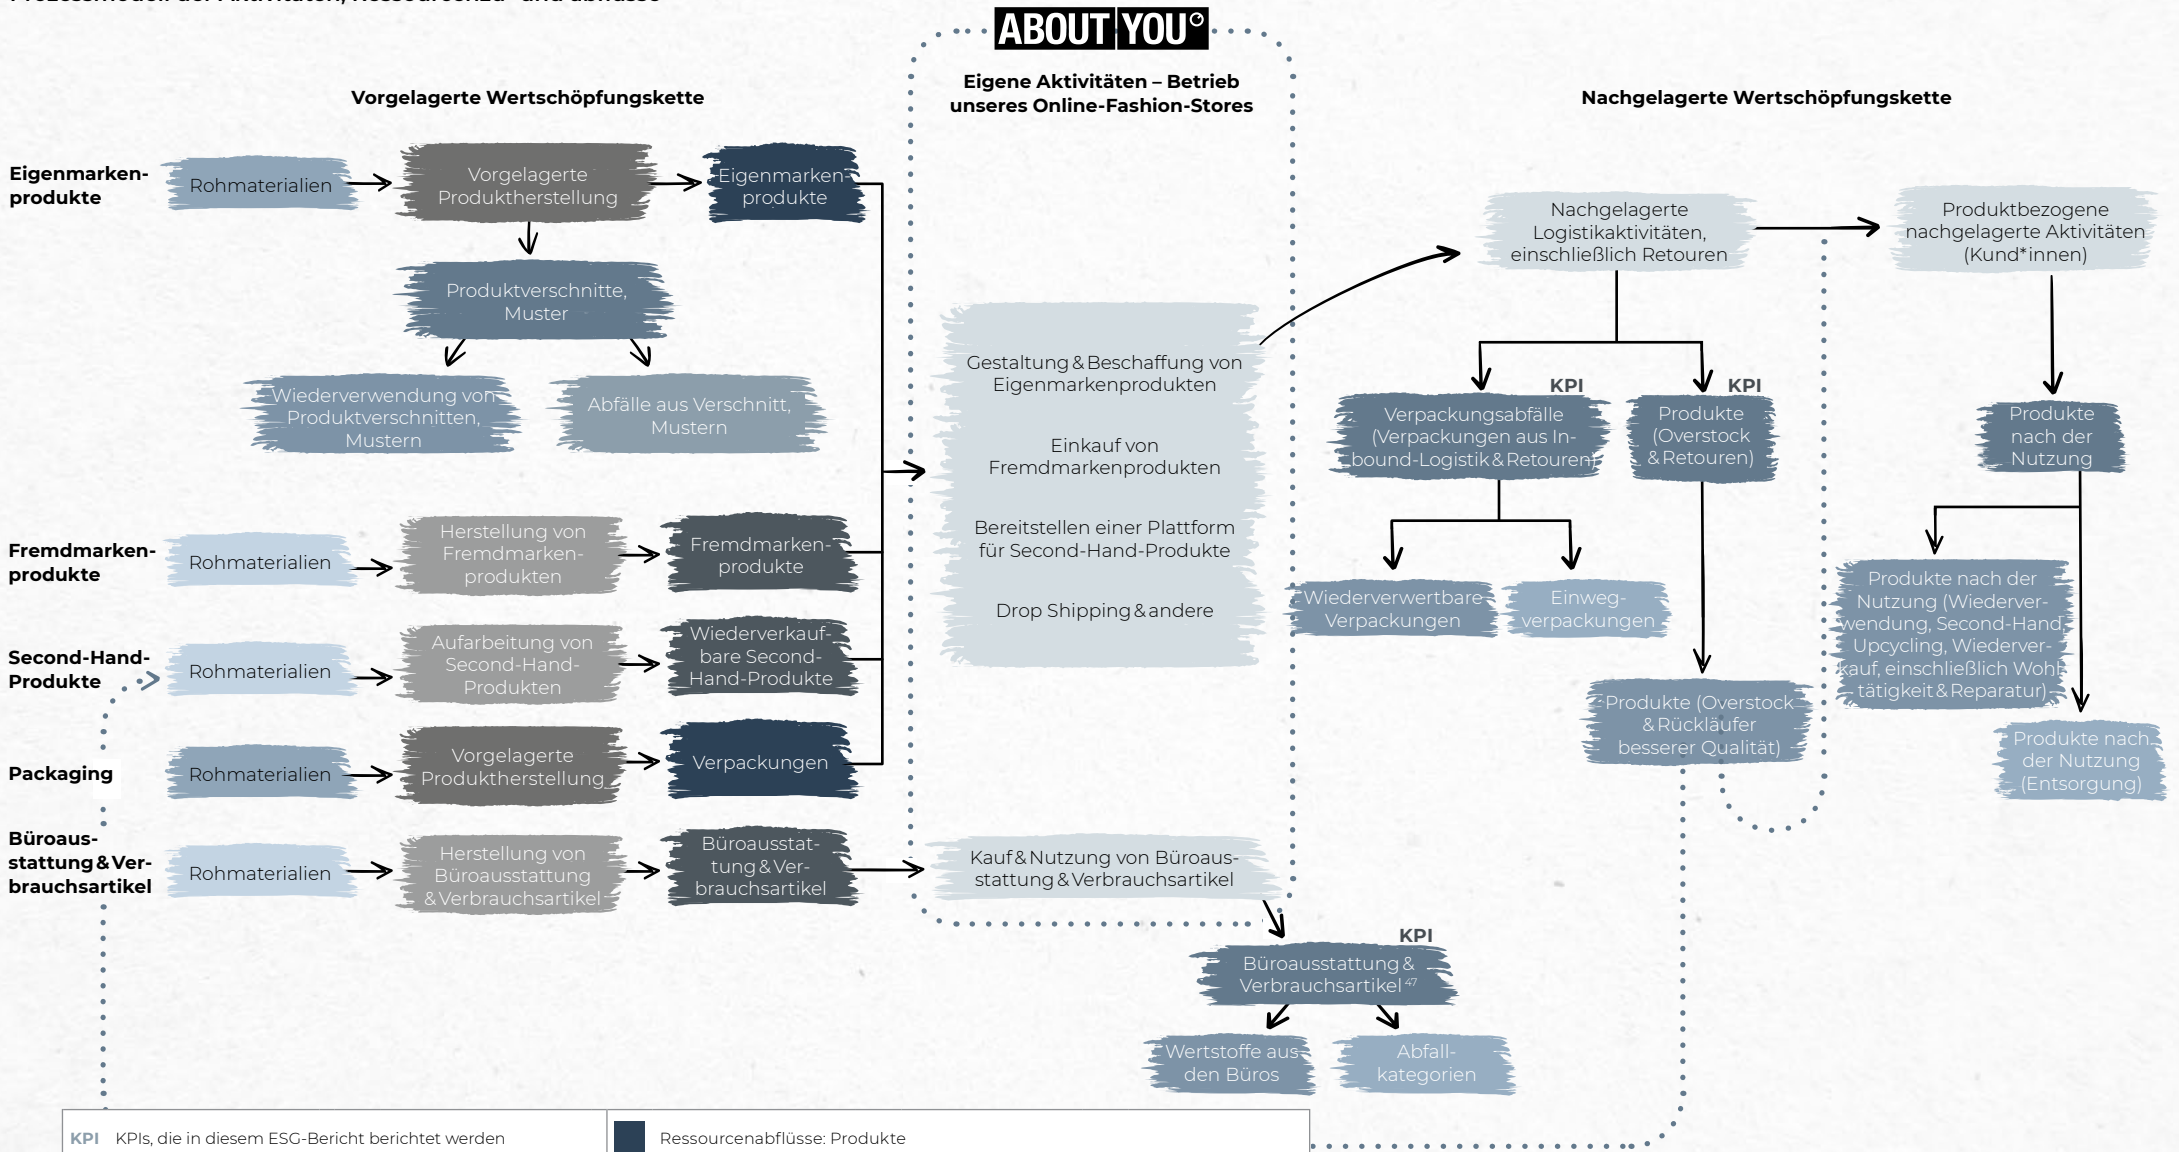 Prozessmodell der Aktivitäten, Ressourcenzu- und abflüsse
ABOUT YOU°
Eigene Aktivitäten – Betrieb
unseres Online-Fashion-Stores
Vorgelagerte Wertschöpfungskette
Nachgelagerte Wertschöpfungskette
Eigenmarken-
produkte
Rohmaterialien
Vorgelagerte
Produktherstellung
Eigenmarken-
produkte
Produktverschnitte,
Muster
Wiederverwendung von
Produktverschnitten,
Mustern
Abfälle aus Verschnitt,
Mustern
Fremdmarken-
produkte
Rohmaterialien
Herstellung von
Fremdmarken-
produkten
Fremdmarken-
produkte
Second-Hand-
Produkte
Rohmaterialien
Aufarbeitung von
Second-Hand-
Produkten
Wiederverkauf-
bare Second-
Hand-Produkte
Packaging
Rohmaterialien
Vorgelagerte
Produktherstellung
Verpackungen
Büroaus-
stattung & Ver-
brauchsartikel
Rohmaterialien
Herstellung von
Büroausstattung
& Verbrauchsartikel
Büroausstat-
tung & Ver-
brauchsartikel
Gestaltung & Beschaffung von
Eigenmarkenprodukten
Einkauf von
Fremdmarkenprodukten
Bereitstellen einer Plattform
für Second-Hand-Produkte
Drop Shipping & andere
Kauf & Nutzung von Büroaus-
stattung & Verbrauchsartikel
KPI
Büroausstattung &
Verbrauchsartikel 47
Wertstoffe aus
den Büros
Abfall-
kategorien
Nachgelagerte
Logistikaktivitäten,
einschließlich Retouren
KPI
Verpackungsabfälle
(Verpackungen aus In-
bound-Logistik & Retouren)
KPI
Produkte
(Overstock
& Retouren)
Wiederverwertbare
Verpackungen
Einweg-
verpackungen
Produkte (Overstock
& Rückläufer
besserer Qualität)
Produktbezogene
nachgelagerte Aktivitäten
(Kund*innen)
Produkte
nach der
Nutzung
Produkte nach der
Nutzung (Wiederver-
wendung, Second-Hand,
Upcycling, Wiederver-
kauf, einschließlich Wohl-
tätigkeit & Reparatur)
Produkte nach
der Nutzung
(Entsorgung)
KPI KPIs, die in diesem ESG-Bericht berichtet werden
Ressourcenabflüsse: Produkte